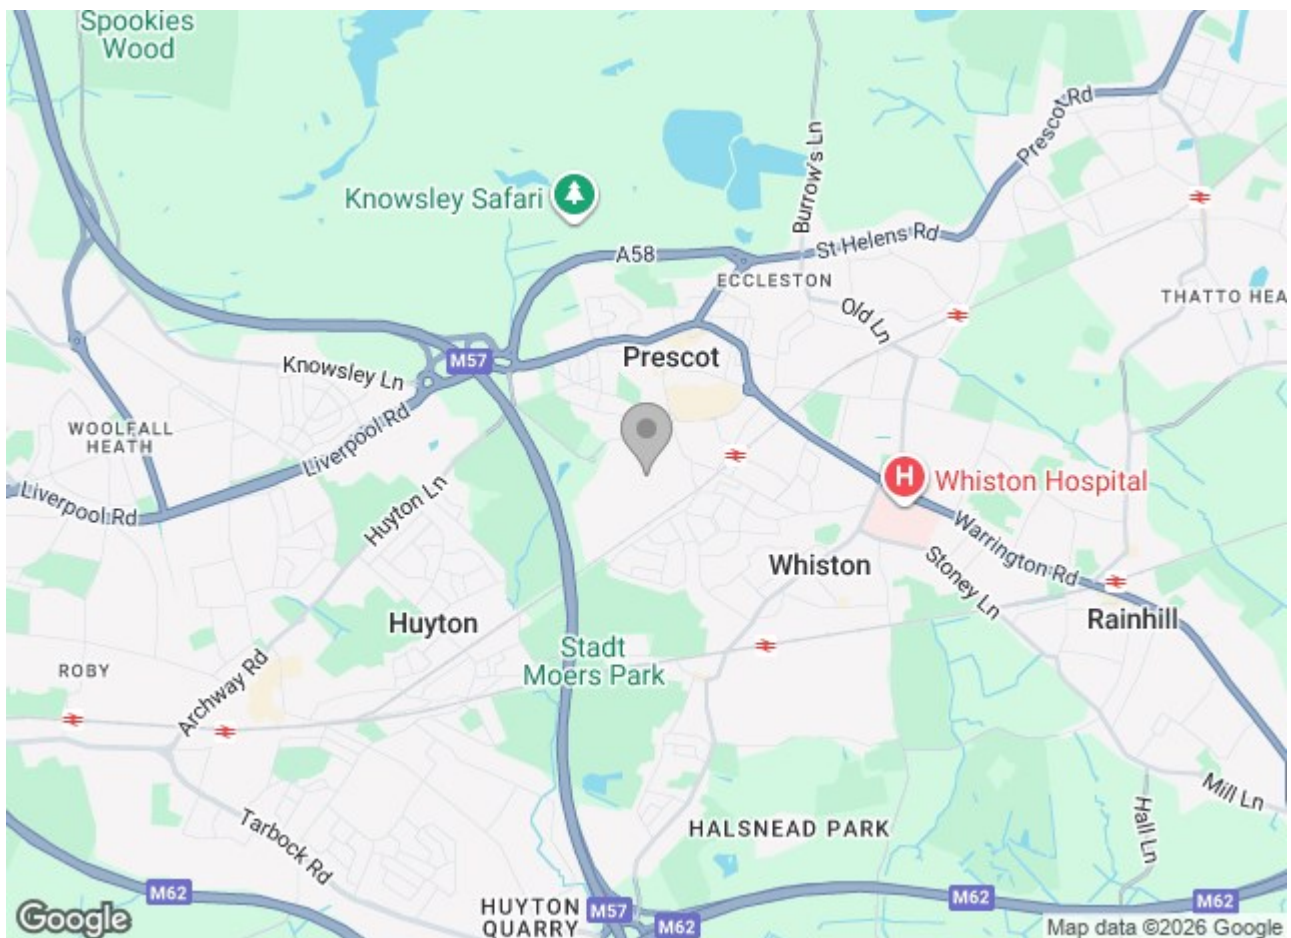 Spookies
Wood
Prescot Rd
Burrow's Ln
Knowsley Safari
St Helens Rd
A58
ECCLESTON
THATTO HEA
Old Ln
Knowsley Ln
M57
Prescot
WOOLFALL
HEATH
Liverpool Rd
Liverpool Rd
Huyton Ln
H
Whiston Hospital
Warrington Rd
Whiston
Stoney Ln
Huyton
Rainhill
Stadt
Moers Park
ROBY
Archway Rd
Mill Ln
Hall Ln
Tarbock Rd
HALSNEAD PARK
M62
HUYTON
QUARRY
M57
M62
M62
M62
Google
Map data ©2026 Google